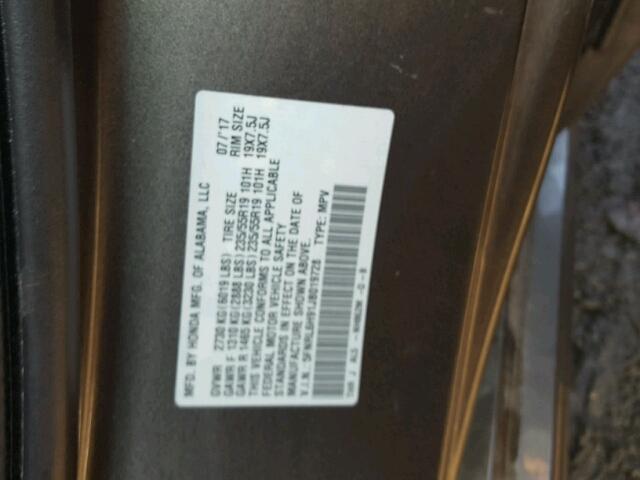 MFD. BY HONDA MFG. OF ALABAMA, LLC 07/'17
GVWR 2730 KG(6019 LBS) TIRE SIZE RIM SIZE
GAWR F 1310 KG(2888 LBS)235/55R19 101H 19X7.5J
GAWR R 1465 KG(3230 LBS)235/55R19 101H 19X7.5J
THIS VEHICLE CONFORMS TO ALL APPLICABLE
FEDERAL MOTOR VEHICLE SAFETY
STANDARDS IN EFFECT ON THE DATE OF
MANUFACTURE SHOWN ABOVE.
V.I.N.: TYPE: MPV